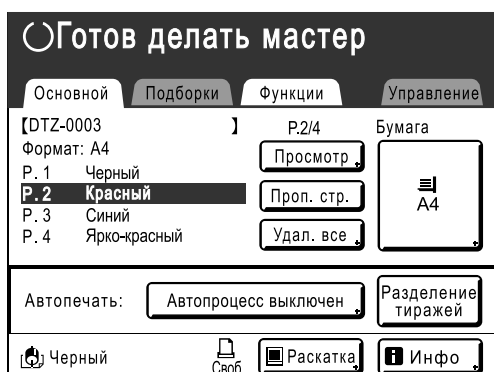 Готов делать мастер
Основной Подборки Функции Управление
【DTZ-0003 】 P.2/4 Бумага
Формат: A4 Просмотр
P. 1 Черный
P. 2 Красный Проп. стр. A4
P. 3 Синий
P. 4 Ярко-красный Удал. все
Автопечать: Автопроцесс выключен Разделение
тиражей
Черный Своб Раскатка Инфо